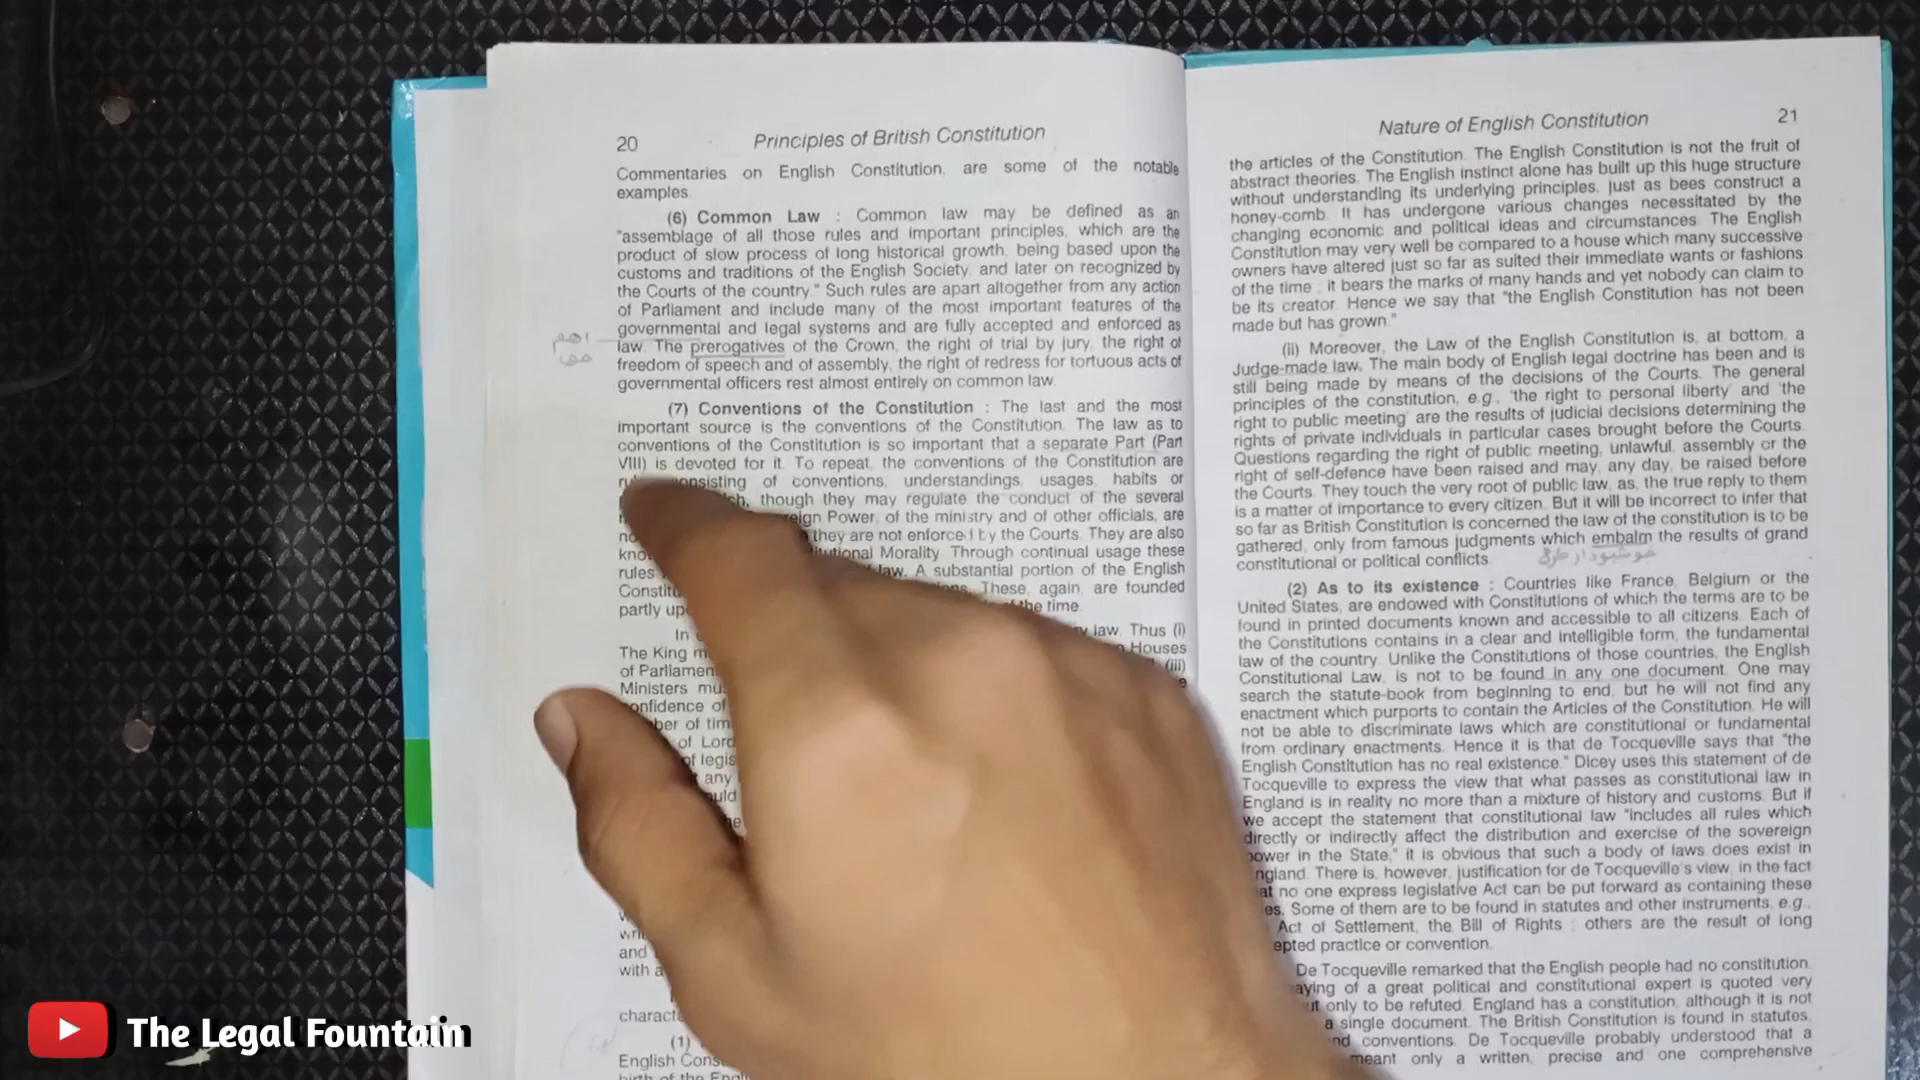 20 Principles of British Constitution
Commentaries on English Constitution, are some of the notable
examples.
(6) Common Law : Common law may be defined as an
"assemblage of all those rules and important principles, which are the
product of slow process of long historical growth, being based upon the
customs and traditions of the English Society, and later on recognized by
the Courts of the country." Such rules are apart altogether from any action
of Parliament and include many of the most important features of the
governmental and legal systems and are fully accepted and enforced as
law. The prerogatives of the Crown, the right of trial by jury, the right of
freedom of speech and of assembly, the right of redress for tortuous acts of
governmental officers rest almost entirely on common law.
(7) Conventions of the Constitution : The last and the most
important source is the conventions of the Constitution. The law as to
conventions of the Constitution is so important that a separate Part (Part
VIII) is devoted for it. To repeat, the conventions of the Constitution are
consisting of conventions, understandings, usages, habits or
though they may regulate the conduct of the several
Power, of the ministry and of other officials, are
they are not enforced by the Courts. They are also
Morality. Through continual usage these
rules law. A substantial portion of the English
These, again, are founded
partly the time.
In law. Thus (i)
The King Houses
of (iii)
Ministers
confidence of
of
of Lord
of
any
and
with a
(1)
English
of the
Nature of English Constitution 21
the articles of the Constitution. The English Constitution is not the fruit of
abstract theories. The English instinct alone has built up this huge structure
without understanding its underlying principles, just as bees construct a
honey-comb. It has undergone various changes necessitated by the
changing economic and political ideas and circumstances. The English
Constitution may very well be compared to a house which many successive
owners have altered just so far as suited their immediate wants or fashions
of the time ; it bears the marks of many hands and yet nobody can claim to
be its creator. Hence we say that "the English Constitution has not been
made but has grown."
(ii) Moreover, the Law of the English Constitution is, at bottom, a
Judge-made law. The main body of English legal doctrine has been and is
still being made by means of the decisions of the Courts. The general
principles of the constitution, e.g., 'the right to personal liberty' and 'the
right to public meeting' are the results of judicial decisions determining the
rights of private individuals in particular cases brought before the Courts.
Questions regarding the right of public meeting, unlawful, assembly or the
right of self-defence have been raised and may, any day, be raised before
the Courts. They touch the very root of public law, as, the true reply to them
is a matter of importance to every citizen. But it will be incorrect to infer that
so far as British Constitution is concerned the law of the constitution is to be
gathered, only from famous judgments which embalm the results of grand
constitutional or political conflicts.
(2) As to its existence : Countries like France, Belgium or the
United States, are endowed with Constitutions of which the terms are to be
found in printed documents known and accessible to all citizens. Each of
the Constitutions contains in a clear and intelligible form, the fundamental
law of the country. Unlike the Constitutions of those countries, the English
Constitutional Law, is not to be found in any one document. One may
search the statute-book from beginning to end, but he will not find any
enactment which purports to contain the Articles of the Constitution. He will
not be able to discriminate laws which are constitutional or fundamental
from ordinary enactments. Hence it is that de Tocqueville says that "the
English Constitution has no real existence." Dicey uses this statement of de
Tocqueville to express the view that what passes as constitutional law in
England is in reality no more than a mixture of history and customs. But if
we accept the statement that constitutional law "includes all rules which
directly or indirectly affect the distribution and exercise of the sovereign
power in the State," it is obvious that such a body of laws does exist in
England. There is, however, justification for de Tocqueville's view, in the fact
no one express legislative Act can be put forward as containing these
Some of them are to be found in statutes and other instruments, e.g.,
Act of Settlement, the Bill of Rights ; others are the result of long
practice or convention.
De Tocqueville remarked that the English people had no constitution.
of a great political and constitutional expert is quoted very
only to be refuted. England has a constitution, although it is not
a single document. The British Constitution is found in statutes,
conventions. De Tocqueville probably understood that a
meant only a written, precise and one comprehensive
The Legal Fountain